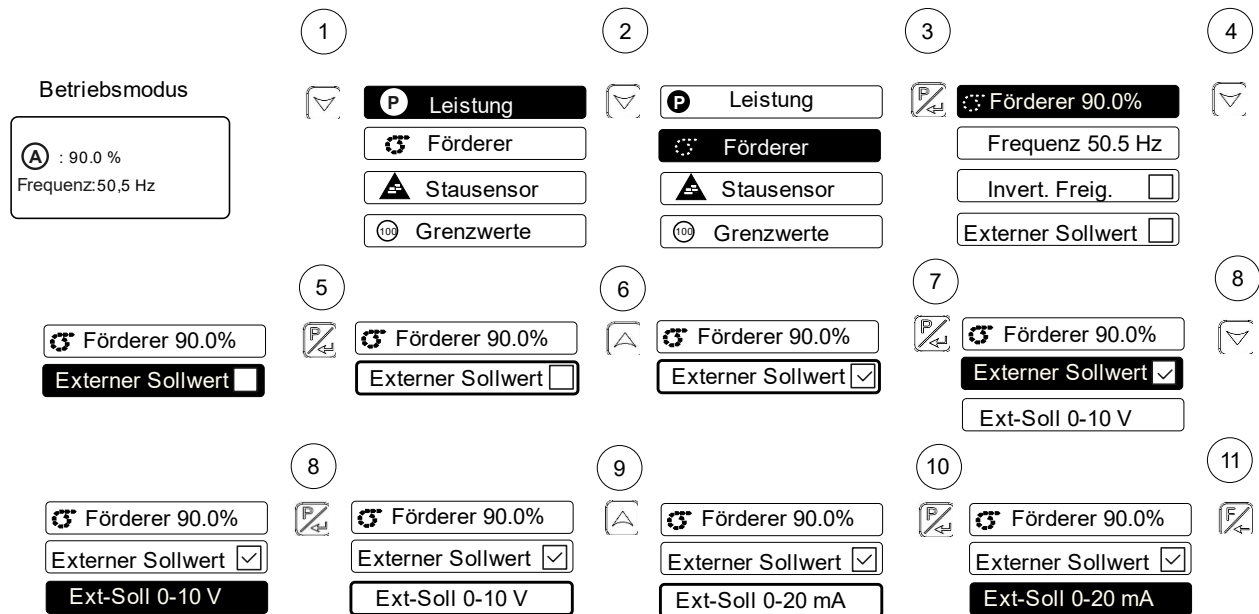 1
2
3
4
Betriebsmodus
A : 90.0 %
Frequenz:50,5 Hz
P Leistung
Förderer
Stausensor
100 Grenzwerte
P Leistung
Förderer
Stausensor
100 Grenzwerte
P
Förderer 90.0%
Frequenz 50.5 Hz
Invert. Freig.
Externer Sollwert
5
6
7
8
Förderer 90.0%
Externer Sollwert
P
Förderer 90.0%
Externer Sollwert
Förderer 90.0%
Externer Sollwert
P
Förderer 90.0%
Externer Sollwert
Ext-Soll 0-10 V
8
9
10
11
Förderer 90.0%
Externer Sollwert
Ext-Soll 0-10 V
P
Förderer 90.0%
Externer Sollwert
Ext-Soll 0-10 V
Förderer 90.0%
Externer Sollwert
Ext-Soll 0-20 mA
P
Förderer 90.0%
Externer Sollwert
Ext-Soll 0-20 mA
F